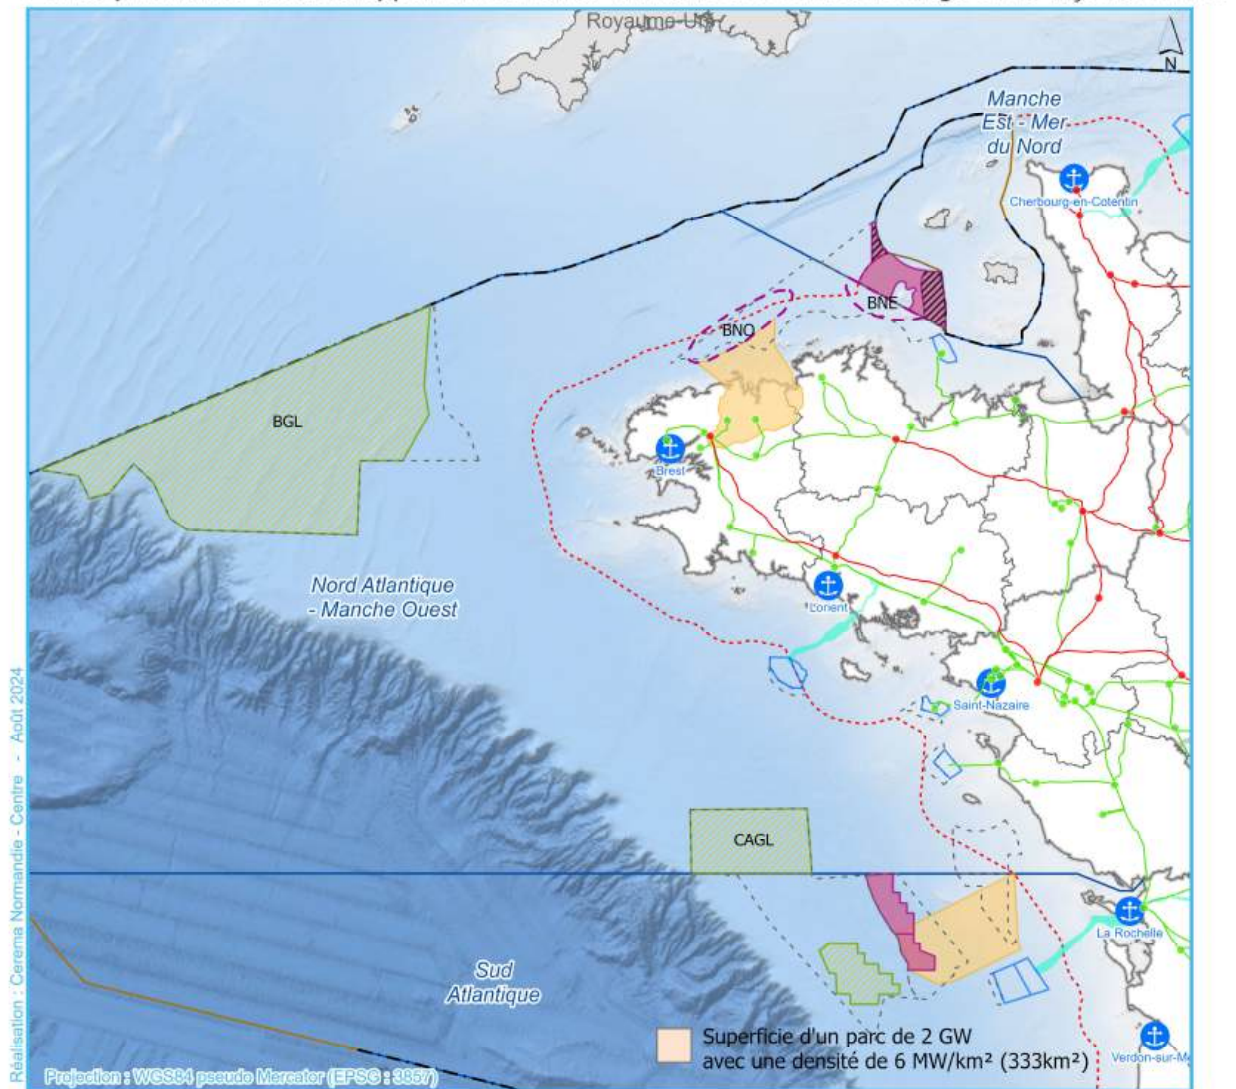 Royaume-Uni
N
Manche
Est - Mer
du Nord
Cherbourg-en-Cotentin
BNE
BNO
BGL
Brest
Nord Atlantique
- Manche Ouest
Lorient
Saint-Nazaire
CAGL
La Rochelle
Sud
Atlantique
Superficie d'un parc de 2 GW
avec une densité de 6 MW/km² (333km²)
Verdon-sur-M
Projection : WGS84 pseudo Mercator (EPSG : 3857)
Réalisation : Cerema Normandie - Centre - Août 2024